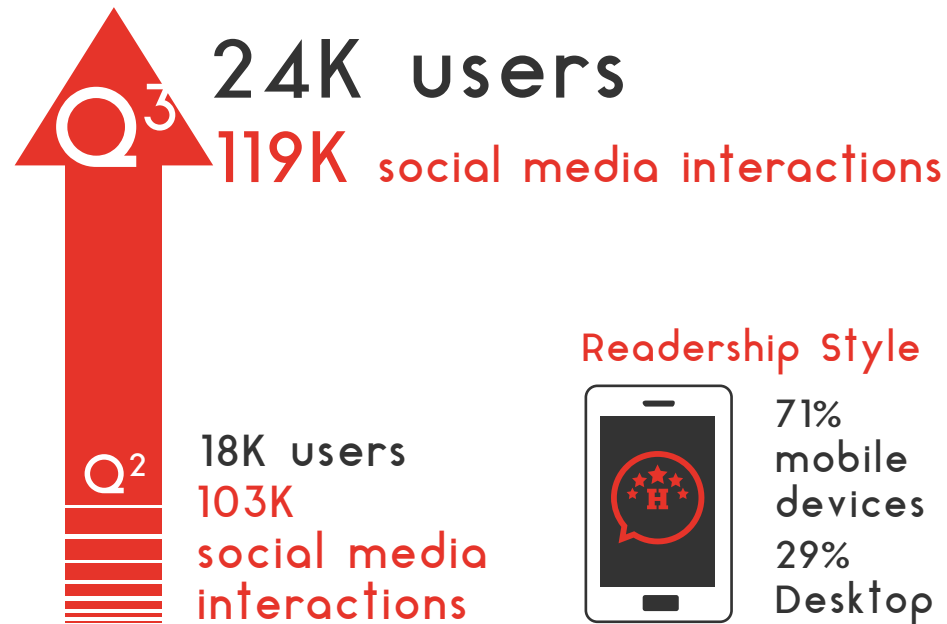 Q3
24K users
119K social media interactions
Q2
18K users
103K
social media
interactions
Readership Style
H
71%
mobile
devices
29%
Desktop